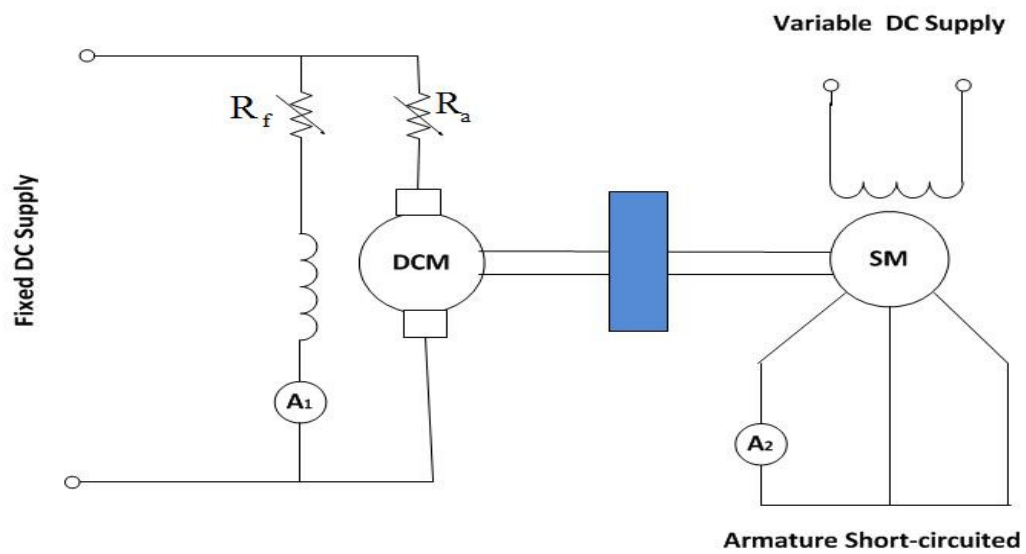 Variable DC Supply
R_f
R_a
Fixed DC Supply
DCM
SM
A₁
A₂
Armature Short-circuited